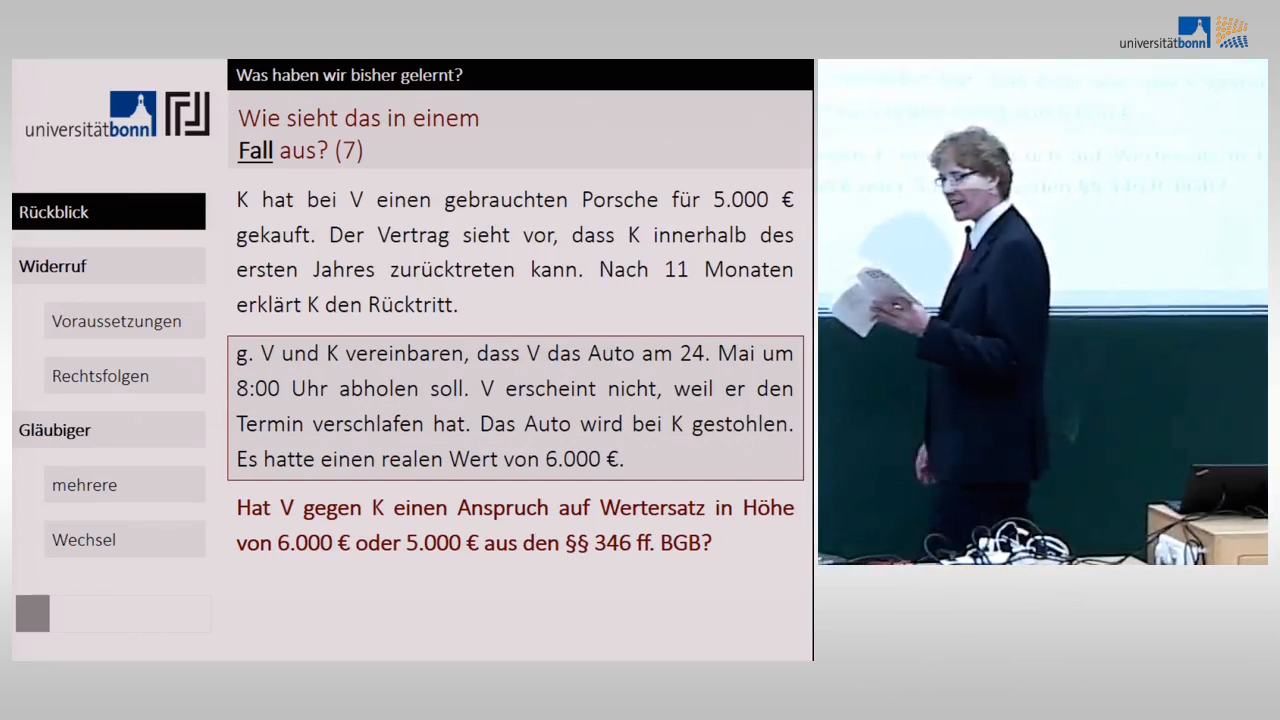 universitätbonn
Was haben wir bisher gelernt?
universitätbonn
Wie sieht das in einem
Fall aus? (7)
Rückblick
Widerruf
Voraussetzungen
Rechtsfolgen
Gläubiger
mehrere
Wechsel
K hat bei V einen gebrauchten Porsche für 5.000 €
gekauft. Der Vertrag sieht vor, dass K innerhalb des
ersten Jahres zurücktreten kann. Nach 11 Monaten
erklärt K den Rücktritt.
g. V und K vereinbaren, dass V das Auto am 24. Mai um
8:00 Uhr abholen soll. V erscheint nicht, weil er den
Termin verschlafen hat. Das Auto wird bei K gestohlen.
Es hatte einen realen Wert von 6.000 €.
Hat V gegen K einen Anspruch auf Wertersatz in Höhe
von 6.000 € oder 5.000 € aus den §§ 346 ff. BGB?